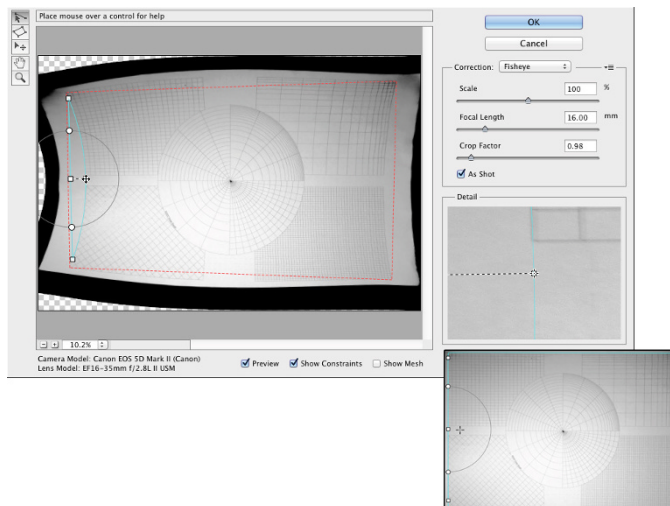 Place mouse over a control for help
OK
Cancel
Correction: Fisheye
Scale 100 %
Focal Length 16.00 mm
Crop Factor 0.98
As Shot
Detail
10.2%
Camera Model: Canon EOS 5D Mark II (Canon)
Lens Model: EF16-35mm f/2.8L II USM
Preview Show Constraints Show Mesh